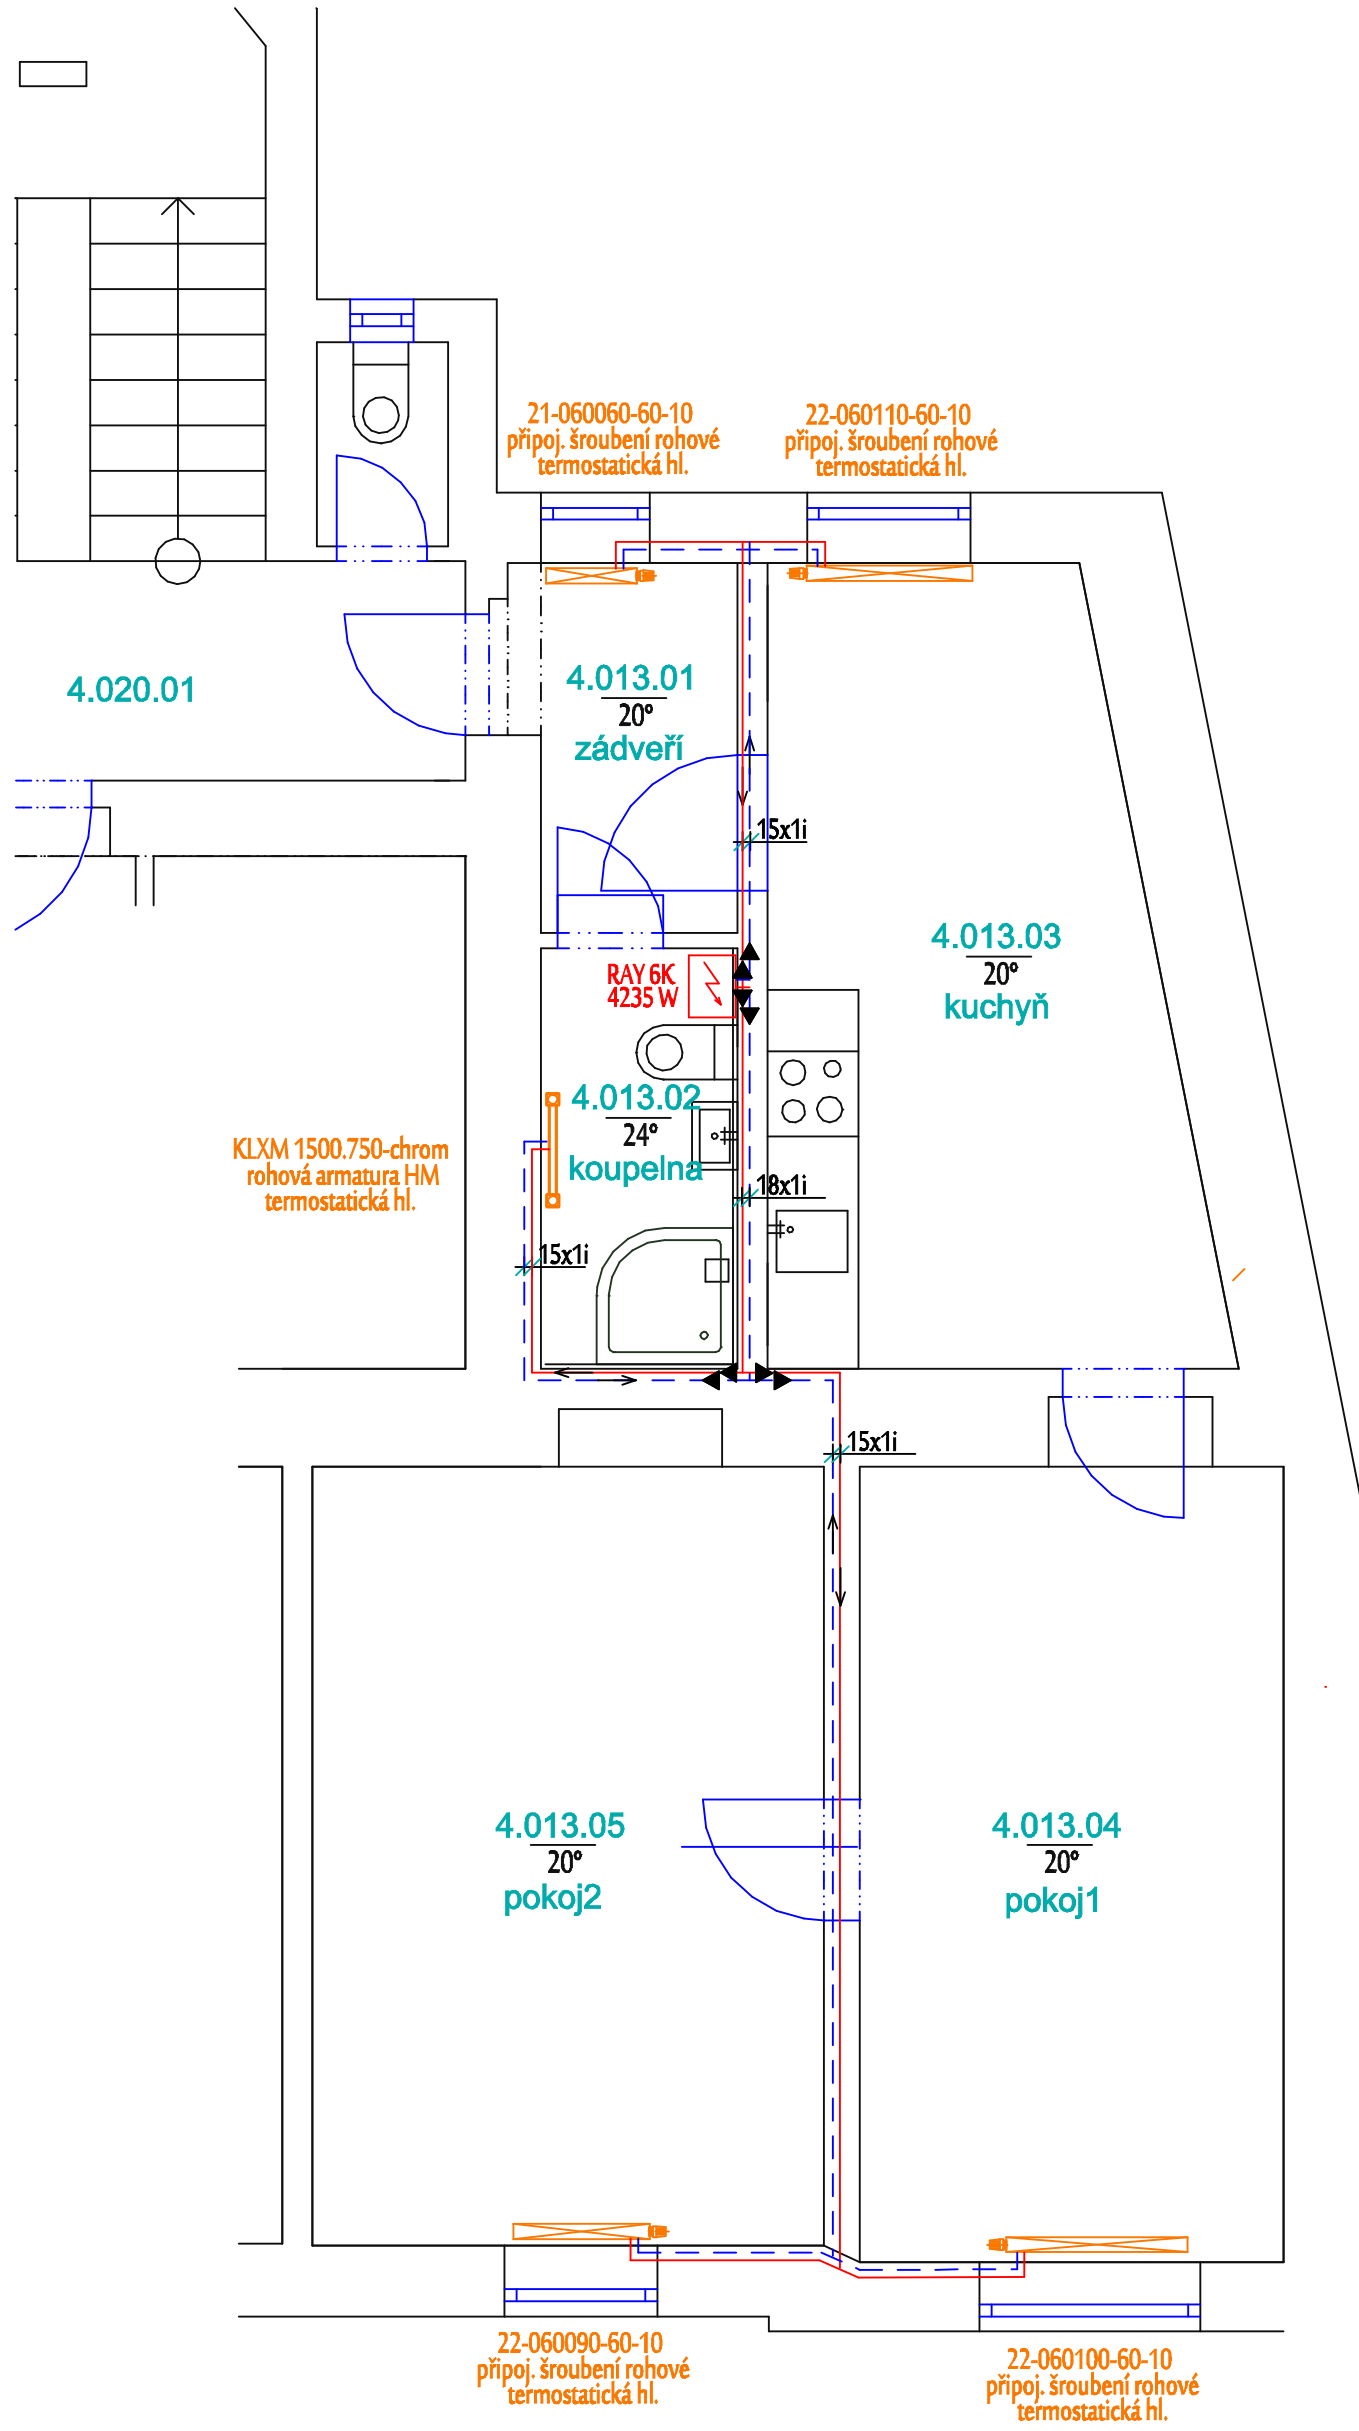 21-060060-60-10
připoj. šroubení rohové
termostatická hl.
22-060110-60-10
připoj. šroubení rohové
termostatická hl.
4.020.01
4.013.01
20°
zádveří
15x1i
4.013.03
20°
kuchyň
RAY 6K
4235 W
4.013.02
24°
koupelna
KLXM 1500.750-chrom
rohová armatura HM
termostatická hl.
18x1i
15x1i
15x1i
4.013.05
20°
pokoj2
4.013.04
20°
pokoj1
22-060090-60-10
připoj. šroubení rohové
termostatická hl.
22-060100-60-10
připoj. šroubení rohové
termostatická hl.